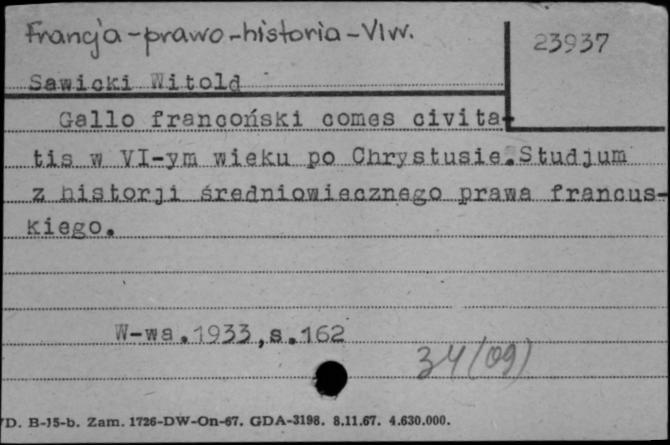 Francja-prawo-historia-VIw.
23937
Sawicki Witold
Gallo francoński comes civita-
tis w VI-ym wieku po Chrystusie.Studjum
z historji średniowiecznego prawa francus-
kiego.
W-wa.1933,s.162
34(09)
D. B-15-b. Zam. 1726-DW-On-67. GDA-3198. 8.11.67. 4.630.000.